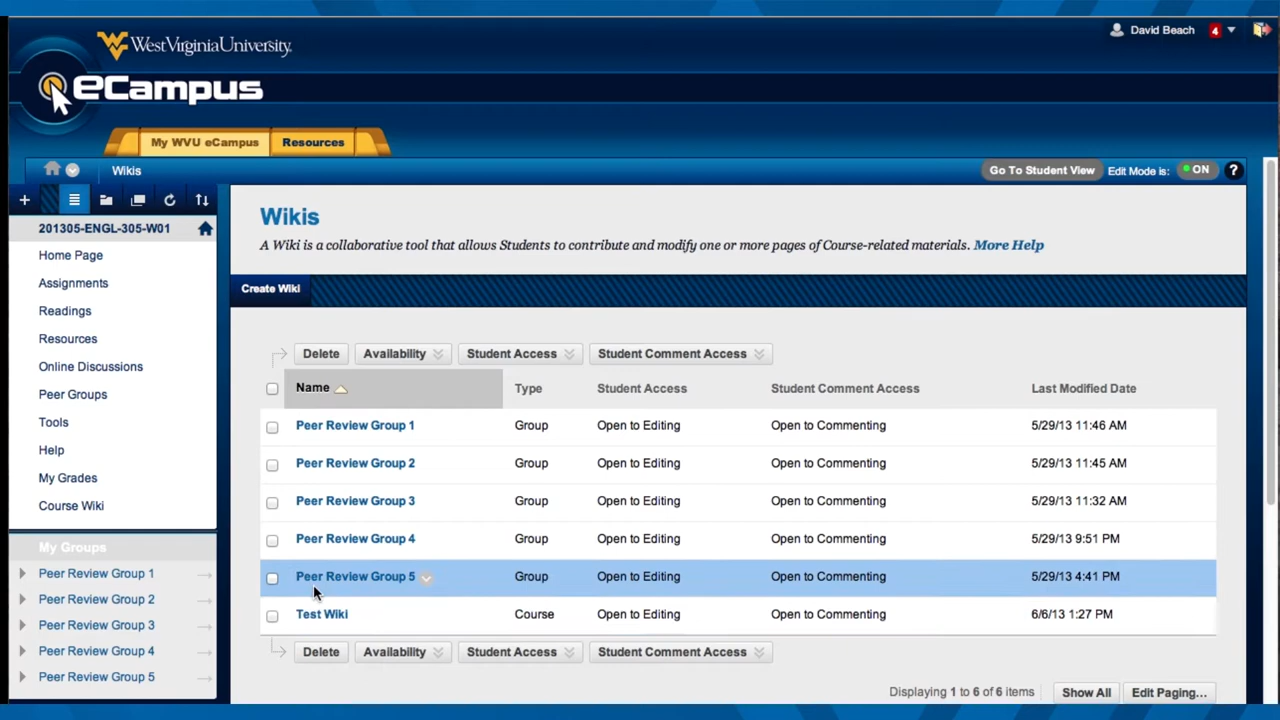 West Virginia University
David Beach 4
eCampus
My WVU eCampus Resources
Wikis Go To Student View Edit Mode is: ON ?
201305-ENGL-305-W01
Home Page
Assignments
Readings
Resources
Online Discussions
Peer Groups
Tools
Help
My Grades
Course Wiki
My Groups
Peer Review Group 1
Peer Review Group 2
Peer Review Group 3
Peer Review Group 4
Peer Review Group 5
Wikis
A Wiki is a collaborative tool that allows Students to contribute and modify one or more pages of Course-related materials. More Help
Create Wiki
Delete Availability Student Access Student Comment Access
Name Type Student Access Student Comment Access Last Modified Date
Peer Review Group 1 Group Open to Editing Open to Commenting 5/29/13 11:46 AM
Peer Review Group 2 Group Open to Editing Open to Commenting 5/29/13 11:45 AM
Peer Review Group 3 Group Open to Editing Open to Commenting 5/29/13 11:32 AM
Peer Review Group 4 Group Open to Editing Open to Commenting 5/29/13 9:51 PM
Peer Review Group 5 Group Open to Editing Open to Commenting 5/29/13 4:41 PM
Test Wiki Course Open to Editing Open to Commenting 6/6/13 1:27 PM
Delete Availability Student Access Student Comment Access
Displaying 1 to 6 of 6 items Show All Edit Paging...